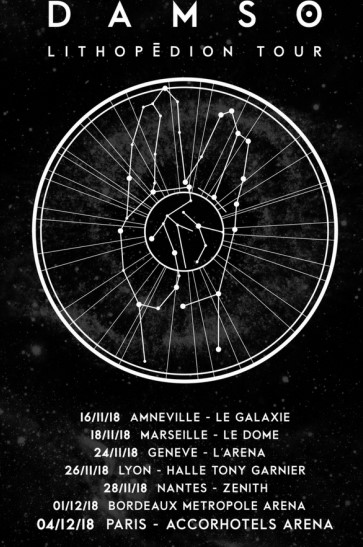 DAMSO
LITHOPĒDION TOUR
16/11/18 AMNEVILLE - LE GALAXIE
18/11/18 MARSEILLE - LE DOME
24/11/18 GENEVE - L'ARENA
26/11/18 LYON - HALLE TONY GARNIER
28/11/18 NANTES - ZENITH
01/12/18 BORDEAUX METROPOLE ARENA
04/12/18 PARIS - ACCORHOTELS ARENA